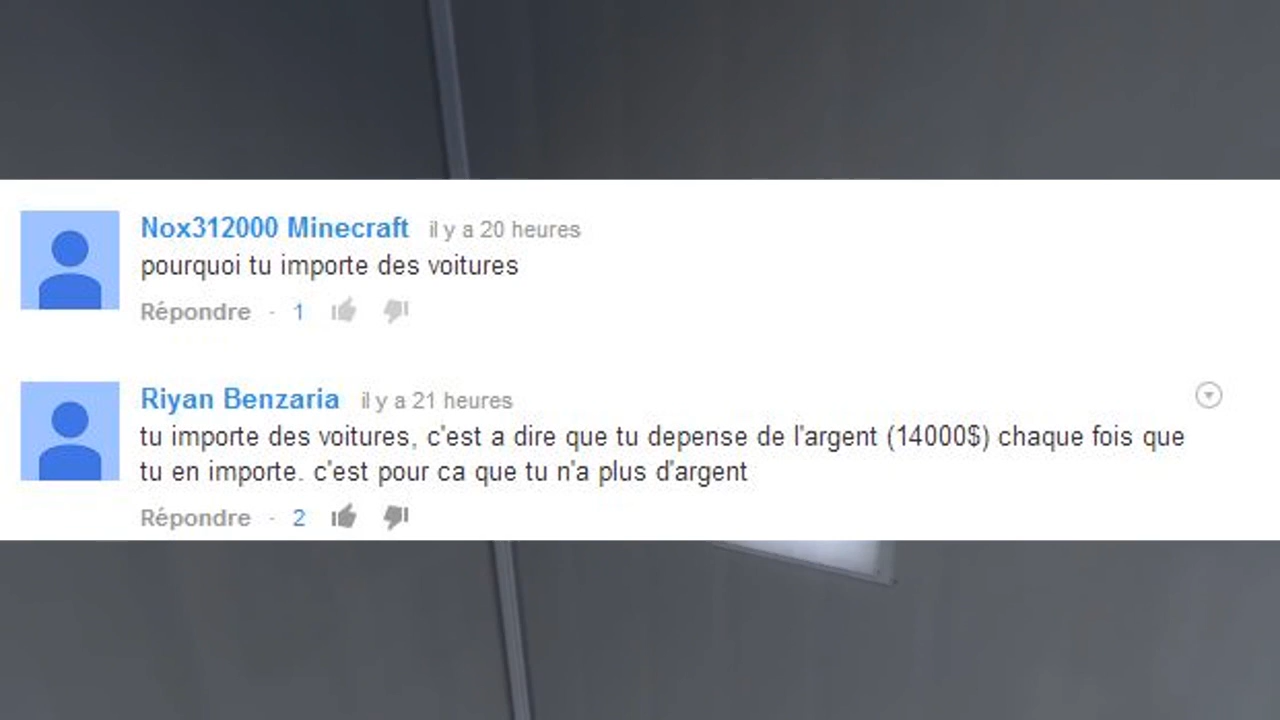 Nox312000 Minecraft il y a 20 heures
pourquoi tu importe des voitures
Répondre · 1
Riyan Benzaria il y a 21 heures
tu importe des voitures, c'est a dire que tu depense de l'argent (14000$) chaque fois que
tu en importe. c'est pour ca que tu n'a plus d'argent
Répondre · 2